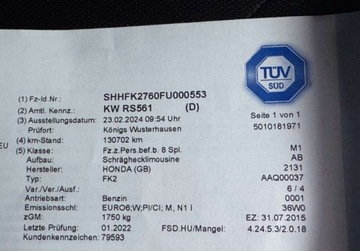 TÜV
SÜD
(1) Fz-Id.Nr.: SHHFK2760FU000553
(2) Amtl. Kennz.: KW RS561 (D)
(3) Ausstellungsdatum: 23.02.2024 09:54 Uhr Seite 1 von 1
Prüfort: Königs Wusterhausen 5010181971
EU (4) km-Stand: 130702 km
(5) Klasse: Fz.z.Pers.bef.b. 8 Spl. M1
Aufbau: Schräghecklimousine AB
Hersteller: HONDA (GB) 2131
Typ: FK2 AAQ00037
Var./Ver./Ausf.: 6 / 4
Antriebsart: Benzin 0001
Emissionsschl.: EURO6;W;PI/CI; M, N1 I 36W0
zGM: 1750 kg EZ: 31.07.2015
Letzte Prüfung: 01.2022 FSD.HU/Mangel: 4.24.5.3/2.0.18
Kundenkennzeichen: 79593